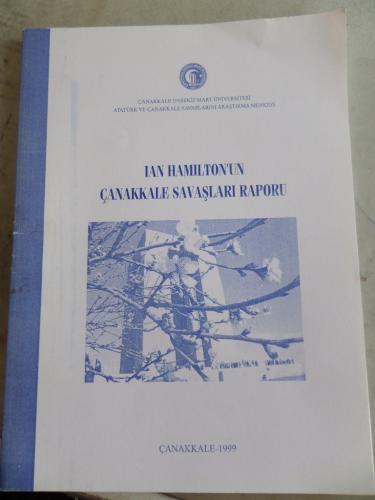 ÇANAKKALE ONSEKİZ MART ÜNİVERSİTESİ
ATATÜRK VE ÇANAKKALE SAVAŞLARINI ARAŞTIRMA MERKEZİ
IAN HAMILTON'UN
ÇANAKKALE SAVAŞLARI RAPORU
ÇANAKKALE-1999